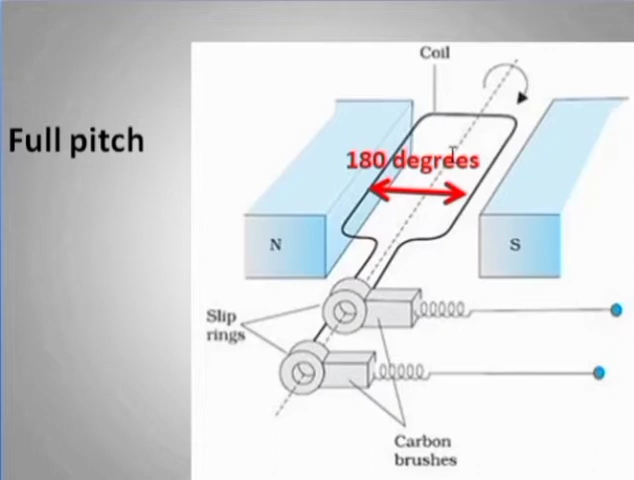 Coil
Full pitch
180 degrees
N
S
Slip
rings
Carbon
brushes